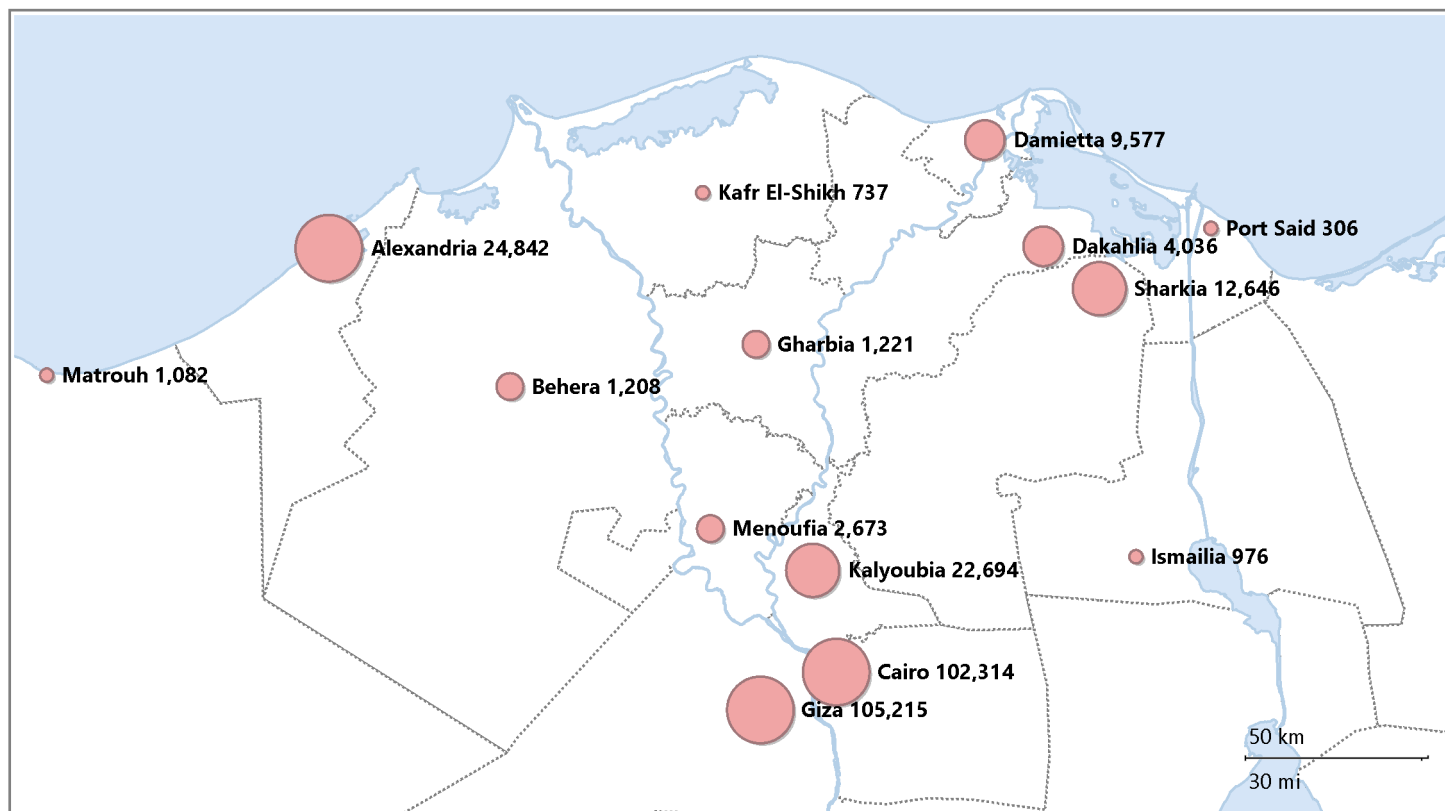 Damietta 9,577
Kafr El-Shikh 737
Port Said 306
Alexandria 24,842
Dakahlia 4,036
Sharkia 12,646
Gharbia 1,221
Matrouh 1,082
Behera 1,208
Menoufia 2,673
Kalyoubia 22,694
Ismailia 976
Cairo 102,314
Giza 105,215
50 km
30 mi